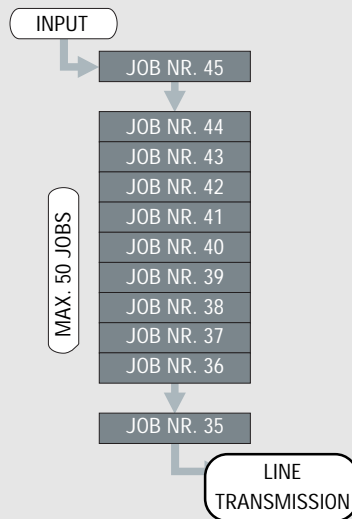 INPUT
JOB NR. 45
JOB NR. 44
JOB NR. 43
JOB NR. 42
JOB NR. 41
JOB NR. 40
JOB NR. 39
JOB NR. 38
JOB NR. 37
JOB NR. 36
MAX. 50 JOBS
JOB NR. 35
LINE
TRANSMISSION